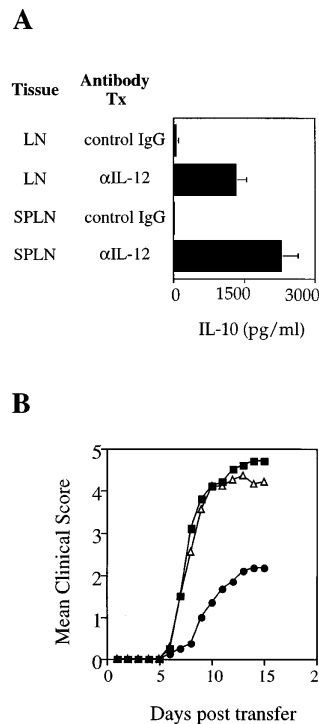 A
Tissue Antibody Tx
LN control IgG
LN αIL-12
SPLN control IgG
SPLN αIL-12
0 1500 3000
IL-10 (pg/ml)
B
5
4
3
2
1
0
0 5 10 15 2
Mean Clinical Score
Days post transfer